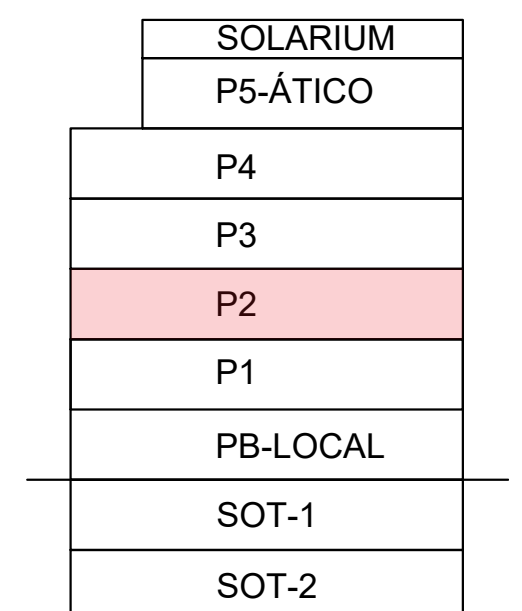 SOLARIUM
P5-ÁTICO
P4
P3
P2
P1
PB-LOCAL
SOT-1
SOT-2